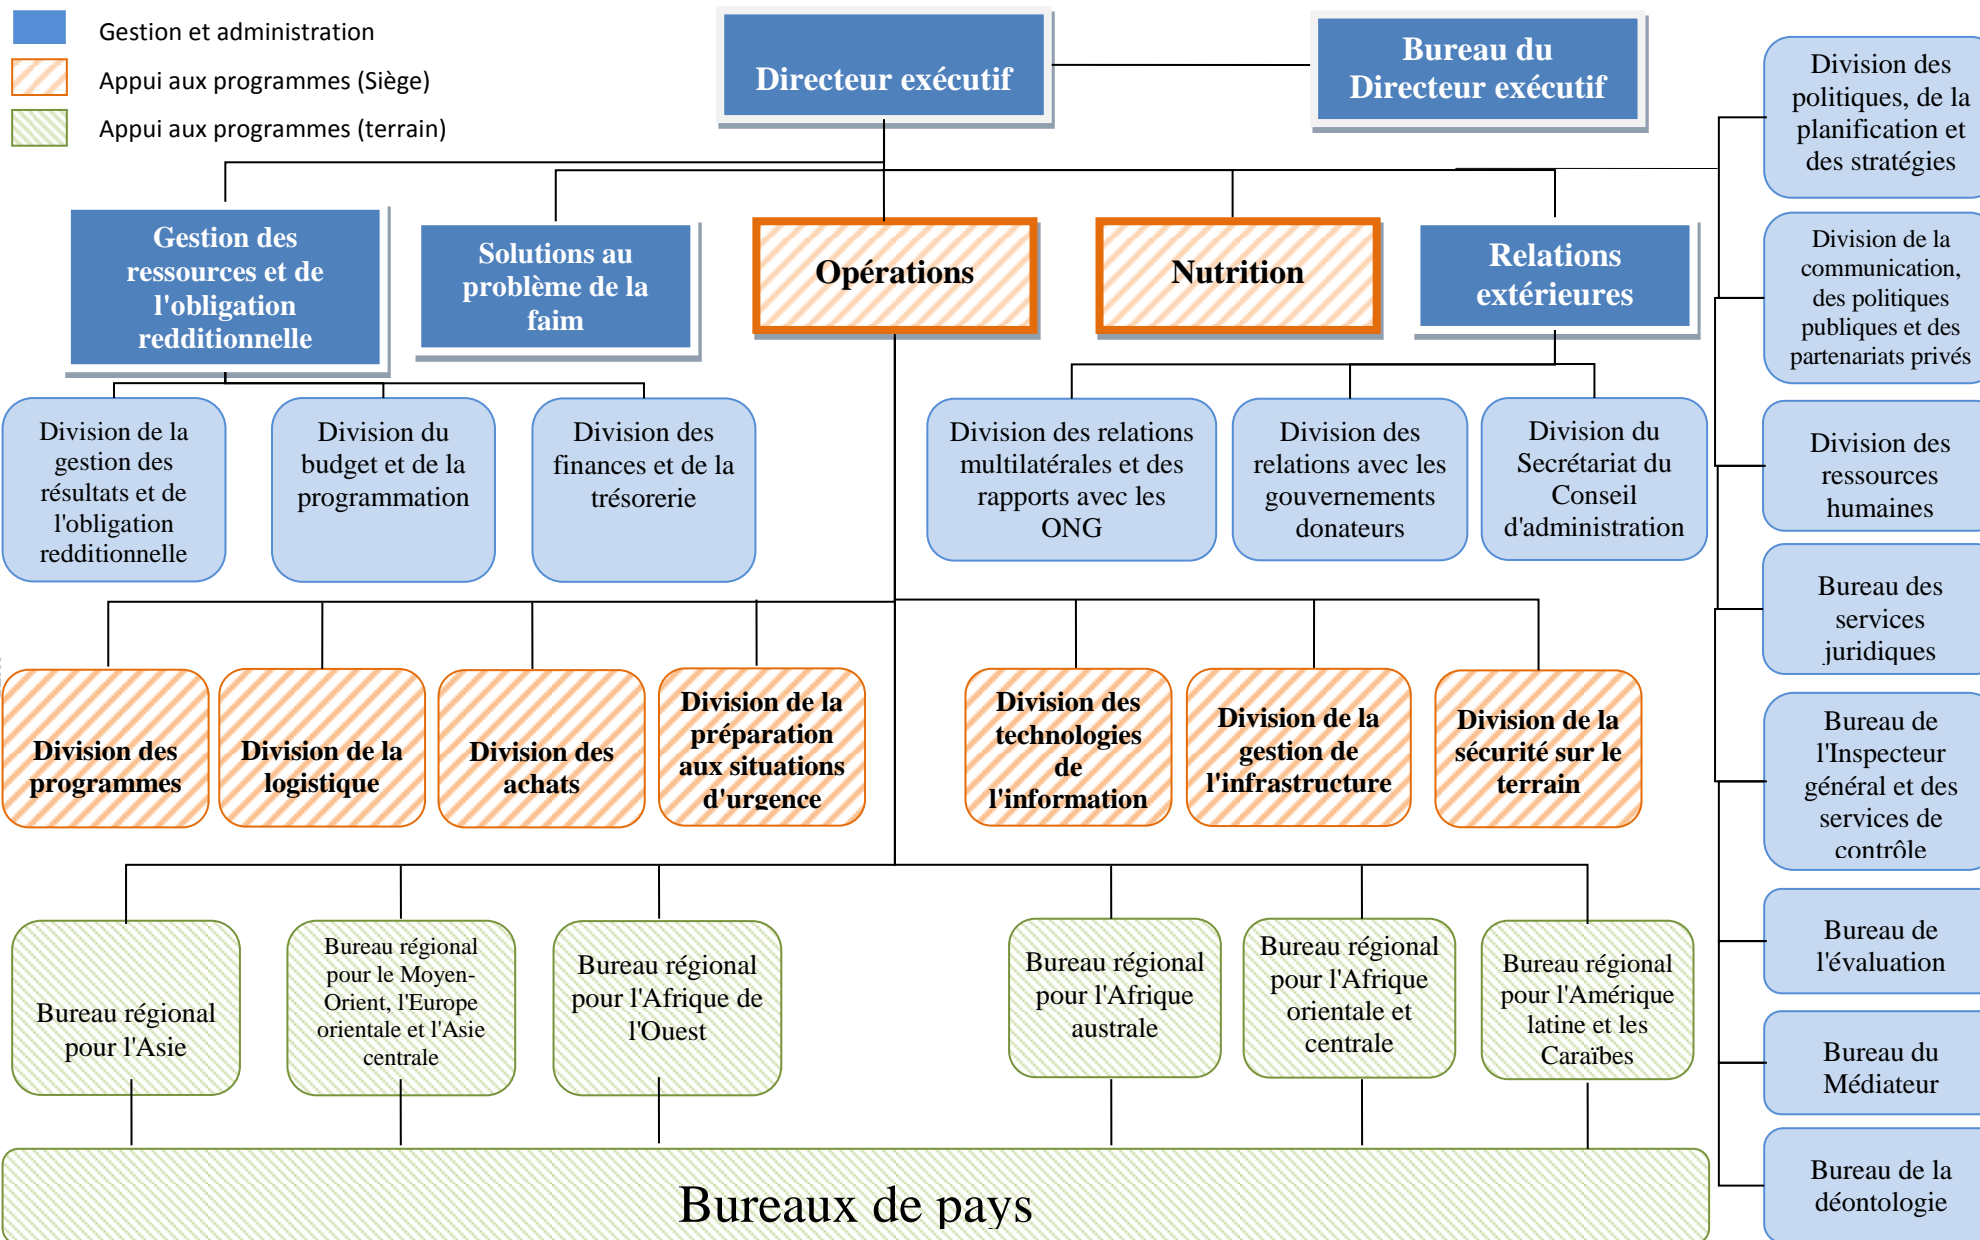 Gestion et administration
Appui aux programmes (Siège)
Appui aux programmes (terrain)
Directeur exécutif
Bureau du
Directeur exécutif
Gestion des
ressources et de
l'obligation
redditionnelle
Solutions au
problème de la
faim
Opérations
Nutrition
Relations
extérieures
Division de la
gestion des
résultats et de
l'obligation
redditionnelle
Division du
budget et de la
programmation
Division des
finances et de la
trésorerie
Division des relations
multilatérales et des
rapports avec les
ONG
Division des
relations avec les
gouvernements
donateurs
Division du
Secrétariat du
Conseil
d'administration
Division des
programmes
Division de la
logistique
Division des
achats
Division de la
préparation
aux situations
d'urgence
Division des
technologies
de
l'information
Division de la
gestion de
l'infrastructure
Division de la
sécurité sur le
terrain
Bureau régional
pour l'Asie
Bureau régional
pour le Moyen-
Orient, l'Europe
orientale et l'Asie
centrale
Bureau régional
pour l'Afrique de
l'Ouest
Bureau régional
pour l'Afrique
australe
Bureau régional
pour l'Afrique
orientale et
centrale
Bureau régional
pour l'Amérique
latine et les
Caraïbes
Bureaux de pays
Division des
politiques, de la
planification et
des stratégies
Division de la
communication,
des politiques
publiques et des
partenariats privés
Division des
ressources
humaines
Bureau des
services
juridiques
Bureau de
l'Inspecteur
général et des
services de
contrôle
Bureau de
l'évaluation
Bureau du
Médiateur
Bureau de la
déontologie